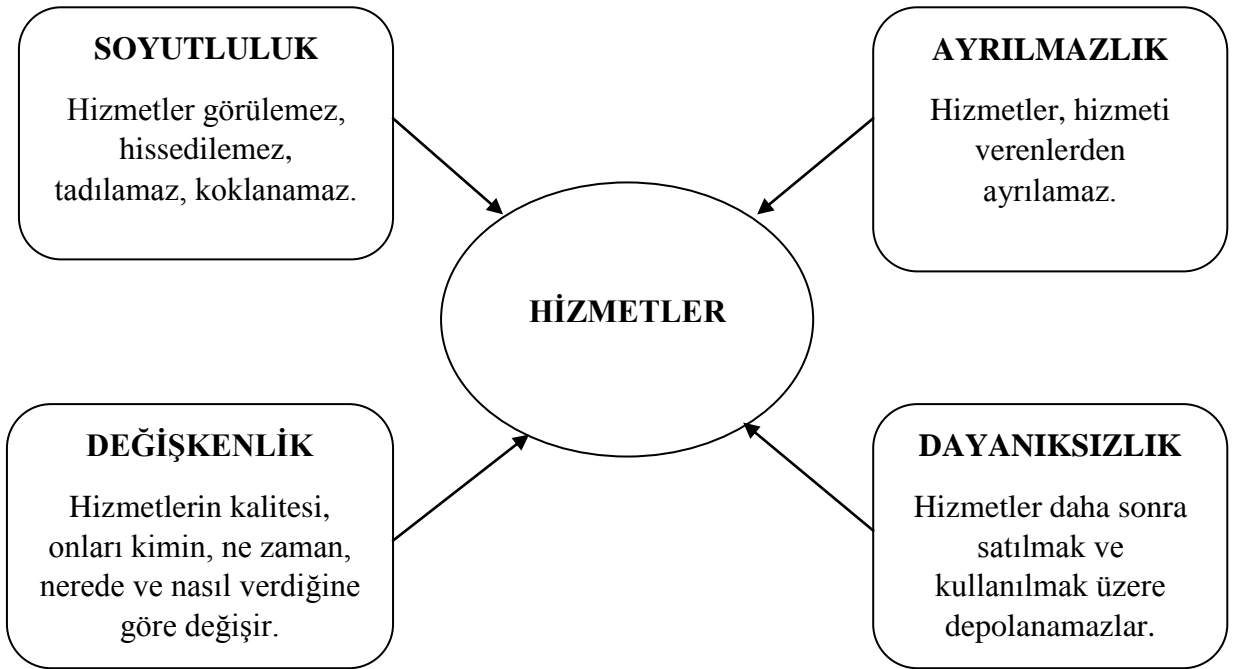 SOYUTLULUK
Hizmetler görülemez,
hissedilemez,
tadılamaz, koklanamaz.
AYRILMAZLIK
Hizmetler, hizmeti
verenlerden
ayrılamaz.
HİZMETLER
DEĞİŞKENLİK
Hizmetlerin kalitesi,
onları kimin, ne zaman,
nerede ve nasıl verdiğine
göre değişir.
DAYANIKSIZLIK
Hizmetler daha sonra
satılmak ve
kullanılmak üzere
depolanamazlar.